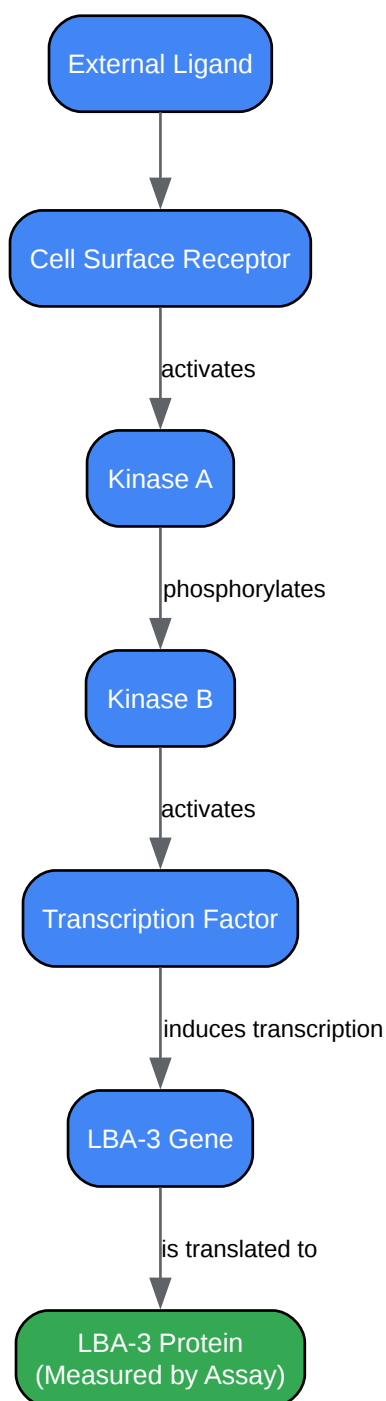 External Ligand
Cell Surface Receptor
activates
Kinase A
phosphorylates
Kinase B
activates
Transcription Factor
induces transcription
LBA-3 Gene
is translated to
LBA-3 Protein
(Measured by Assay)